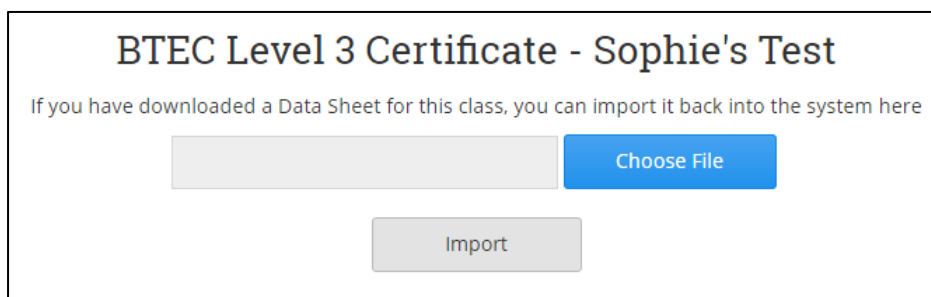 BTEC Level 3 Certificate - Sophie's Test
If you have downloaded a Data Sheet for this class, you can import it back into the system here
Choose File
Import